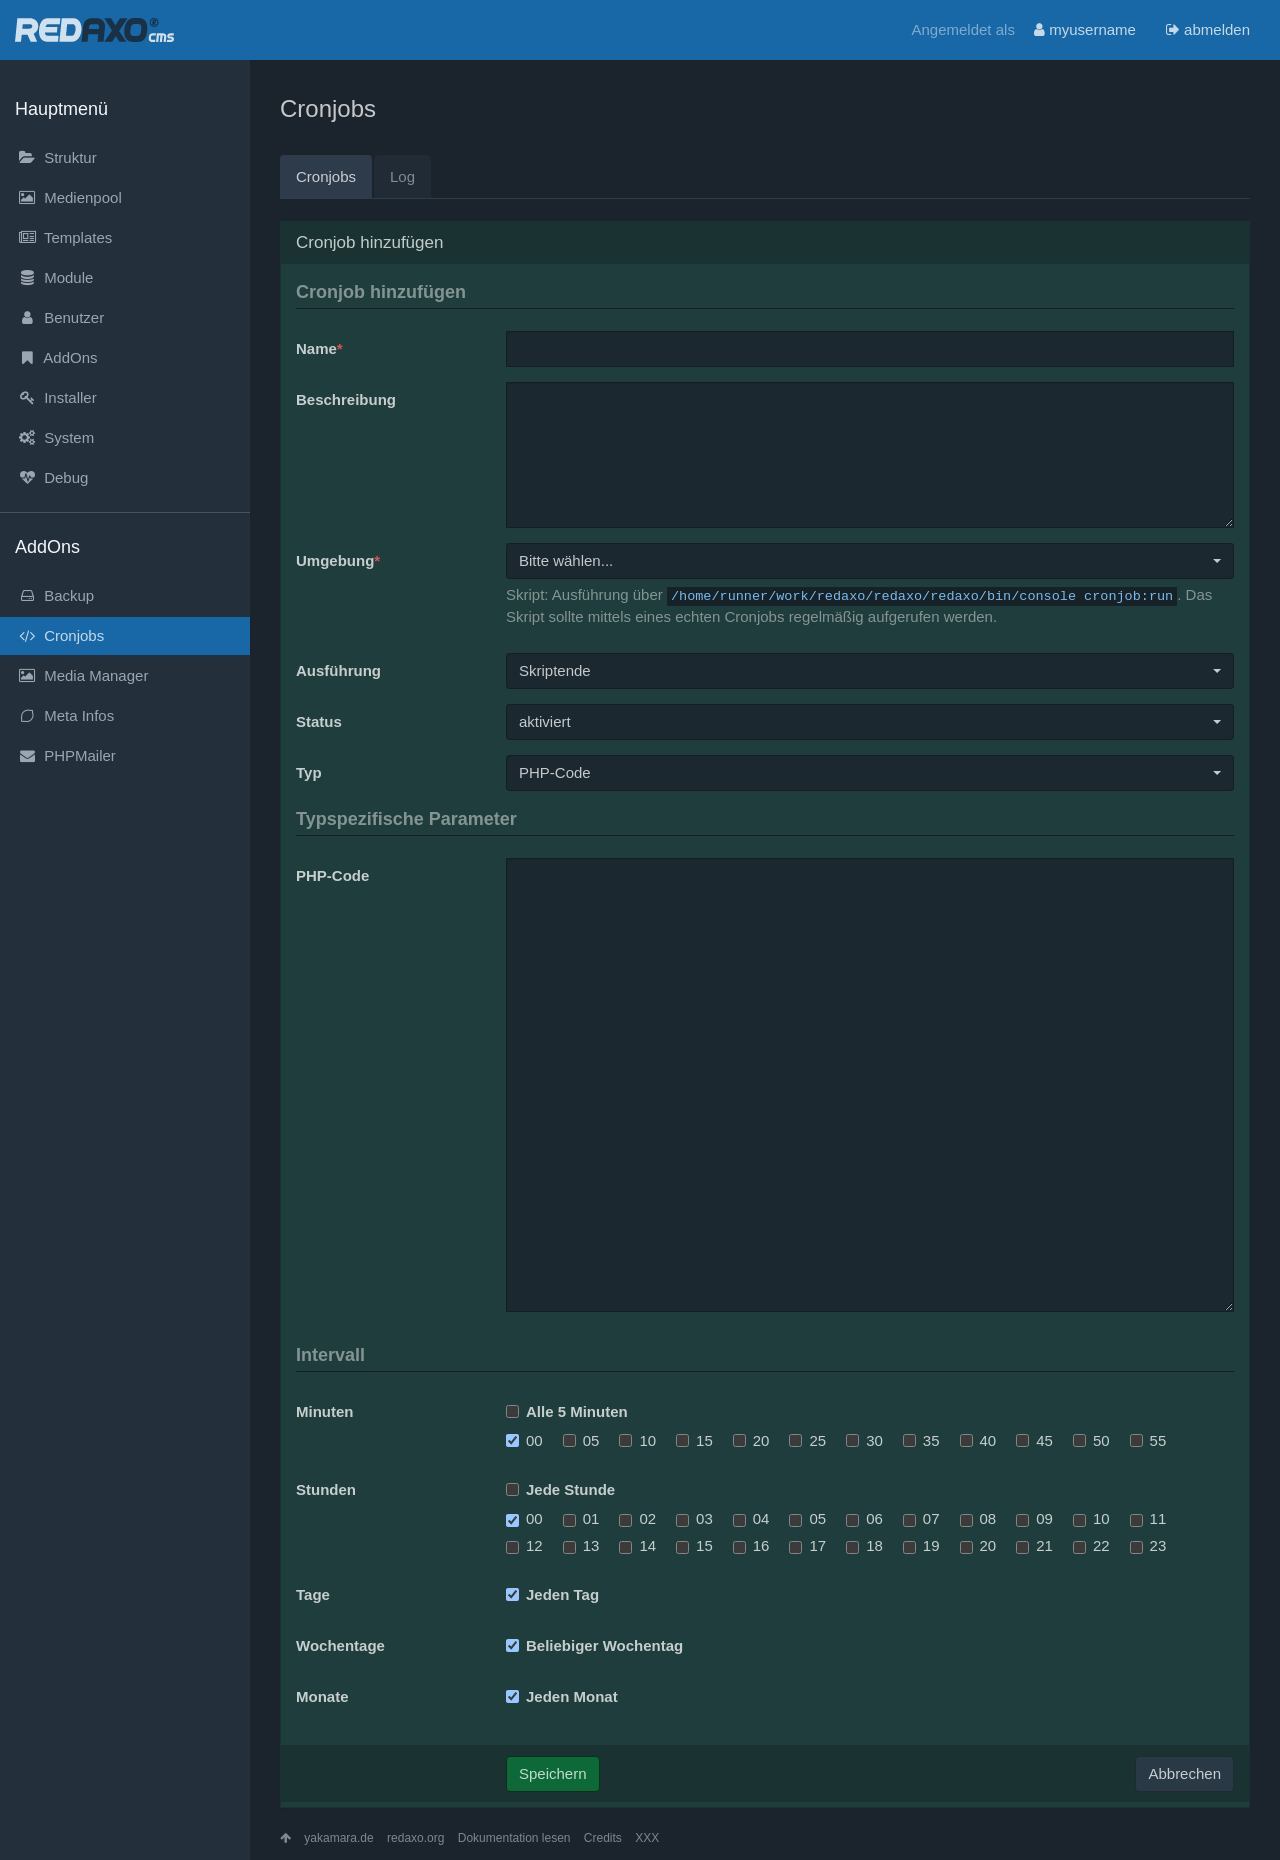 REDAXO® cms
Angemeldet als myusername abmelden
Hauptmenü
Struktur
Medienpool
Templates
Module
Benutzer
AddOns
Installer
System
Debug
AddOns
Backup
Cronjobs
Media Manager
Meta Infos
PHPMailer
Cronjobs
Cronjobs Log
Cronjob hinzufügen
Cronjob hinzufügen
Name*
Beschreibung
Umgebung* Bitte wählen...
Skript: Ausführung über /home/runner/work/redaxo/redaxo/redaxo/bin/console cronjob:run. Das
Skript sollte mittels eines echten Cronjobs regelmäßig aufgerufen werden.
Ausführung Skriptende
Status aktiviert
Typ PHP-Code
Typspezifische Parameter
PHP-Code
Intervall
Minuten Alle 5 Minuten
00 05 10 15 20 25 30 35 40 45 50 55
Stunden Jede Stunde
00 01 02 03 04 05 06 07 08 09 10 11
12 13 14 15 16 17 18 19 20 21 22 23
Tage Jeden Tag
Wochentage Beliebiger Wochentag
Monate Jeden Monat
Speichern Abbrechen
yakamara.de redaxo.org Dokumentation lesen Credits XXX